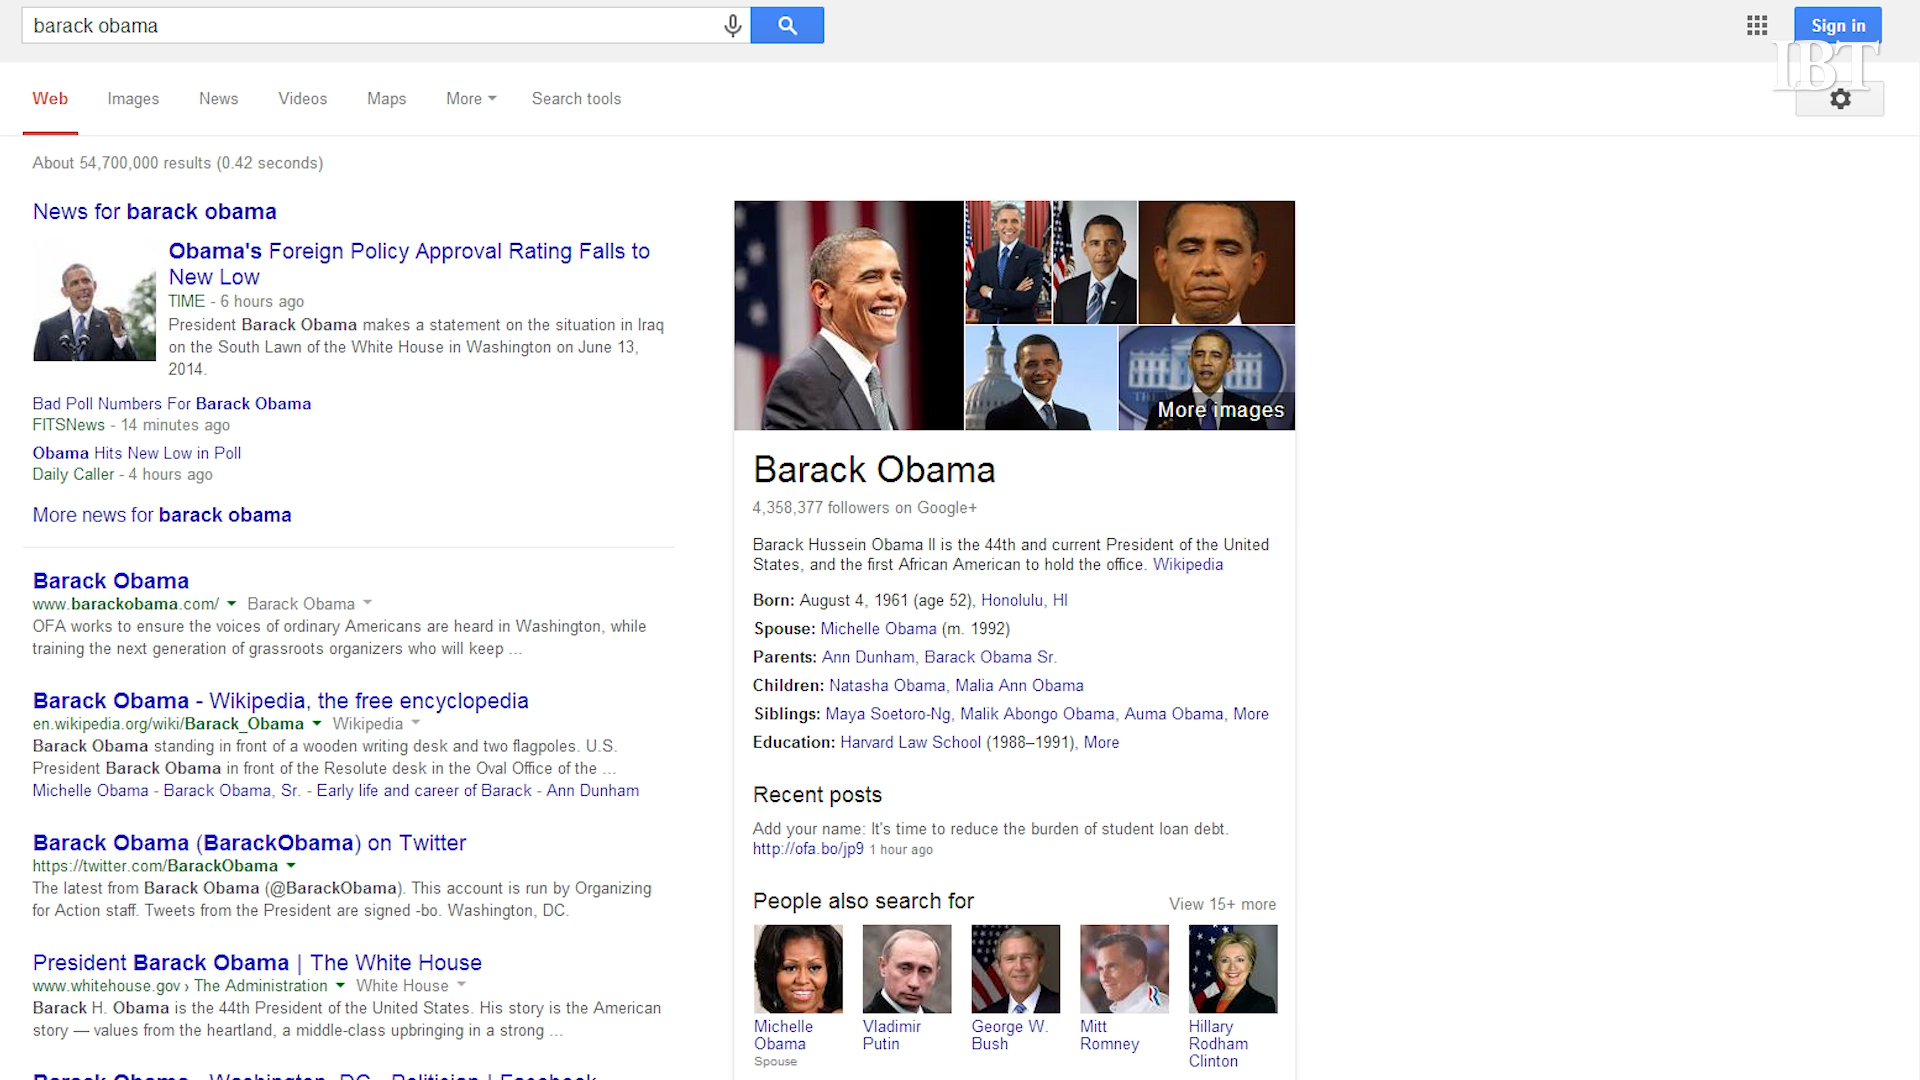 barack obama
Sign in
IBT
Web Images News Videos Maps More Search tools
About 54,700,000 results (0.42 seconds)
News for barack obama
Obama's Foreign Policy Approval Rating Falls to
New Low
TIME - 6 hours ago
President Barack Obama makes a statement on the situation in Iraq
on the South Lawn of the White House in Washington on June 13,
2014.
Bad Poll Numbers For Barack Obama
FITSNews - 14 minutes ago
Obama Hits New Low in Poll
Daily Caller - 4 hours ago
More news for barack obama
Barack Obama
www.barackobama.com/ Barack Obama
OFA works to ensure the voices of ordinary Americans are heard in Washington, while
training the next generation of grassroots organizers who will keep ...
Barack Obama - Wikipedia, the free encyclopedia
en.wikipedia.org/wiki/Barack_Obama Wikipedia
Barack Obama standing in front of a wooden writing desk and two flagpoles. U.S.
President Barack Obama in front of the Resolute desk in the Oval Office of the ...
Michelle Obama - Barack Obama, Sr. - Early life and career of Barack - Ann Dunham
Barack Obama (BarackObama) on Twitter
https://twitter.com/BarackObama
The latest from Barack Obama (@BarackObama). This account is run by Organizing
for Action staff. Tweets from the President are signed -bo. Washington, DC.
President Barack Obama | The White House
www.whitehouse.gov › The Administration White House
Barack H. Obama is the 44th President of the United States. His story is the American
story — values from the heartland, a middle-class upbringing in a strong ...
Barack Obama - Washington, DC - Politician | Facebook
More images
Barack Obama
4,358,377 followers on Google+
Barack Hussein Obama II is the 44th and current President of the United
States, and the first African American to hold the office. Wikipedia
Born: August 4, 1961 (age 52), Honolulu, HI
Spouse: Michelle Obama (m. 1992)
Parents: Ann Dunham, Barack Obama Sr.
Children: Natasha Obama, Malia Ann Obama
Siblings: Maya Soetoro-Ng, Malik Abongo Obama, Auma Obama, More
Education: Harvard Law School (1988–1991), More
Recent posts
Add your name: It's time to reduce the burden of student loan debt.
http://ofa.bo/jp9 1 hour ago
People also search for View 15+ more
Michelle Obama Spouse
Vladimir Putin
George W. Bush
Mitt Romney
Hillary Rodham Clinton